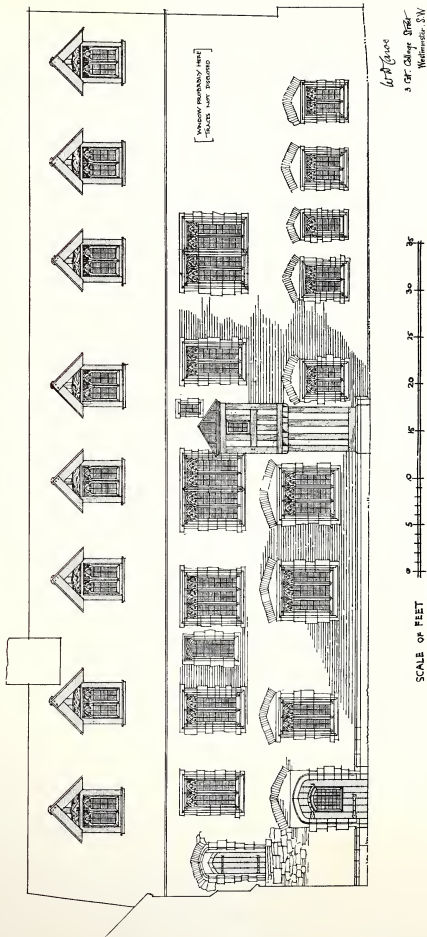 [WINDOW PROBABLY HERE
TRACES NOT DISCLOSED]
SCALE OF FEET
0 5 10 15 20 25 30 35
W D Caröe
3 Gt. College Street
Westminster. S.W